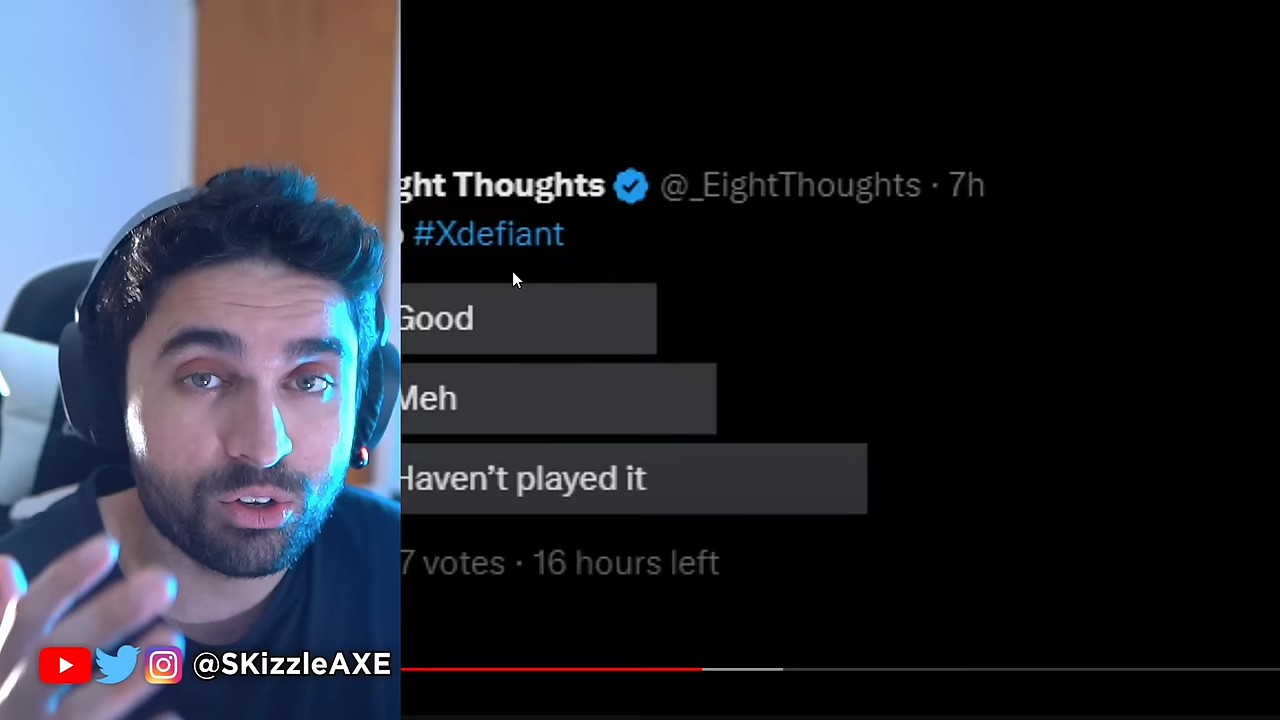 ght Thoughts @_EightThoughts · 7h
#Xdefiant
Good
Meh
Haven't played it
7 votes · 16 hours left
@SKizzleAXE